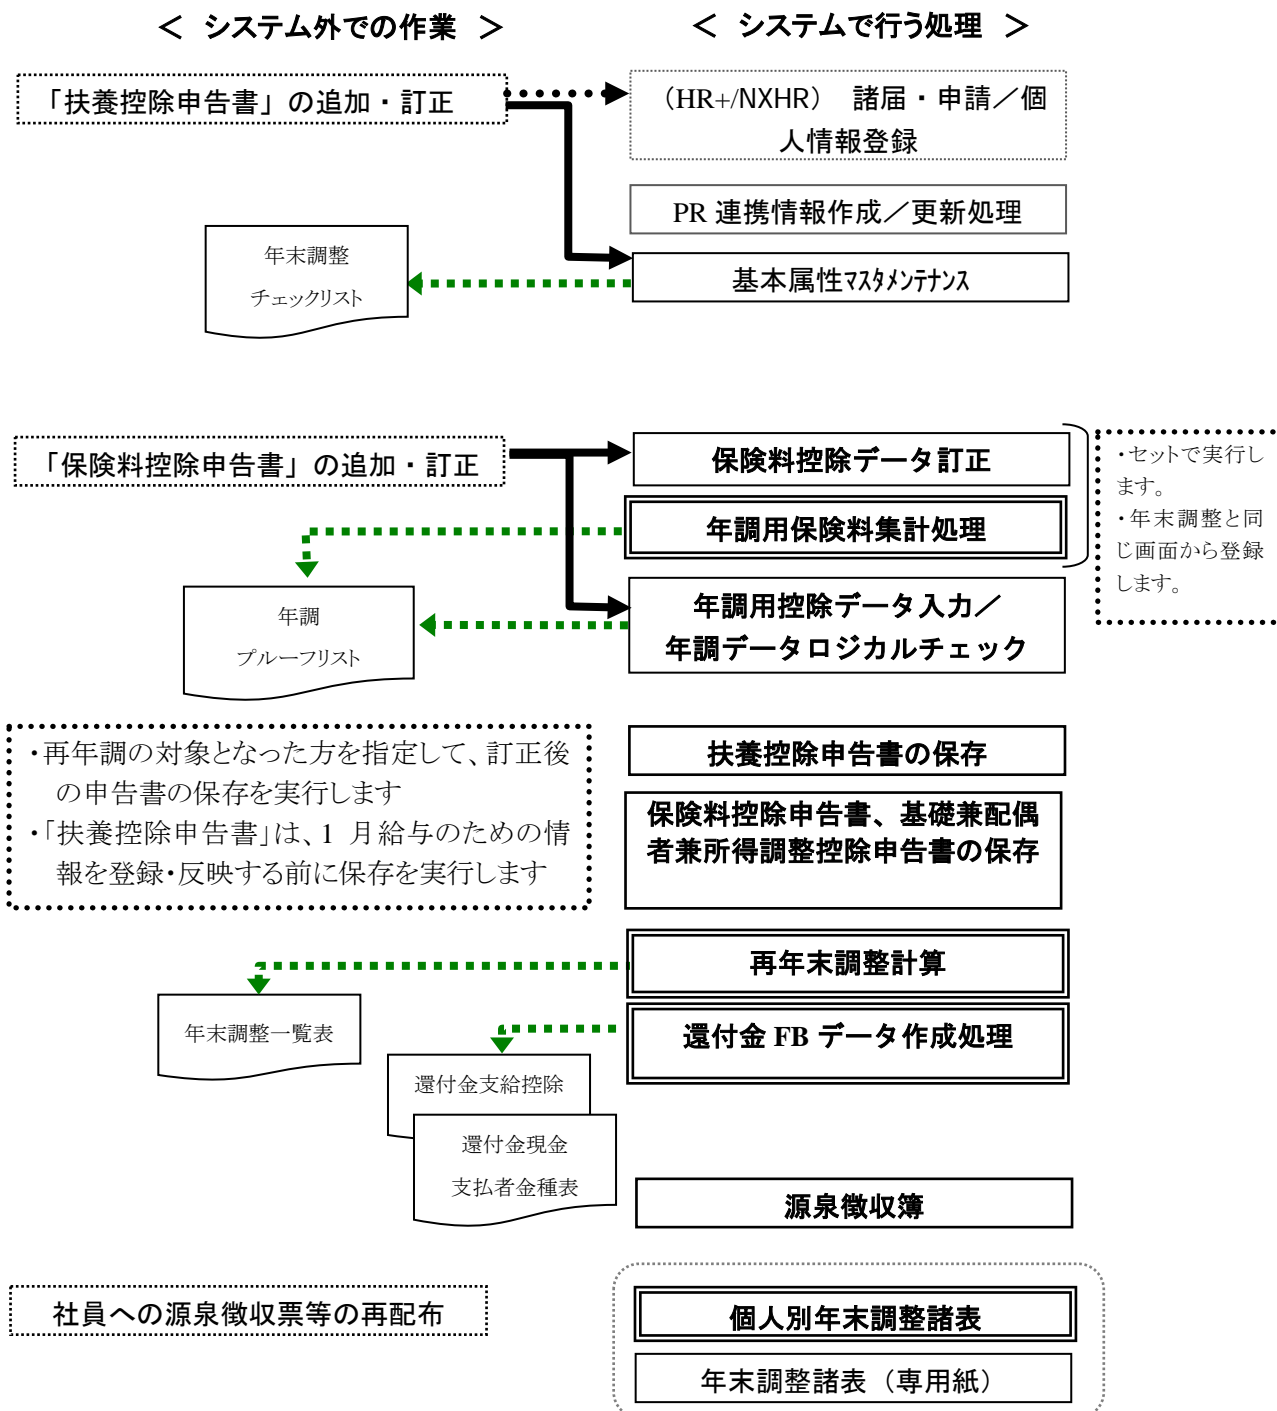 ＜ システム外での作業 ＞
＜ システムで行う処理 ＞
「扶養控除申告書」の追加・訂正
（HR+/NXHR） 諸届・申請／個
人情報登録
PR 連携情報作成／更新処理
年末調整
チェックリスト
基本属性ﾏｽﾀﾒﾝﾃﾅﾝｽ
「保険料控除申告書」の追加・訂正
保険料控除データ訂正
年調用保険料集計処理
・セットで実行し
ます。
・年末調整と同
じ画面から登録
します。
年調
プルーフリスト
年調用控除データ入力／
年調データロジカルチェック
・再年調の対象となった方を指定して、訂正後
の申告書の保存を実行します
・「扶養控除申告書」は、1 月給与のための情
報を登録・反映する前に保存を実行します
扶養控除申告書の保存
保険料控除申告書、基礎兼配偶
者兼所得調整控除申告書の保存
再年末調整計算
年末調整一覧表
還付金 FB データ作成処理
還付金支給控除
還付金現金
支払者金種表
源泉徴収簿
社員への源泉徴収票等の再配布
個人別年末調整諸表
年末調整諸表（専用紙）